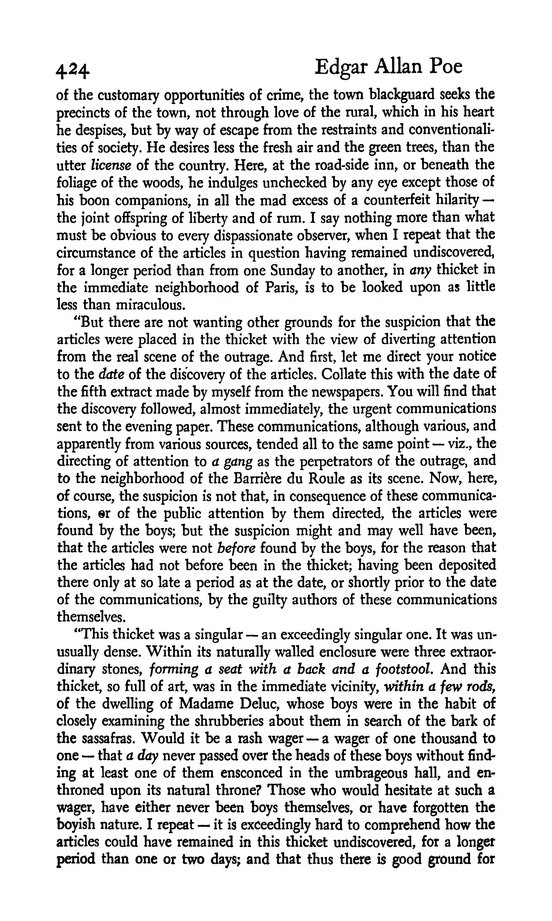 424 Edgar Allan Poe
of the customary opportunities of crime, the town blackguard seeks the
precincts of the town, not through love of the rural, which in his heart
he despises, but by way of escape from the restraints and conventionali-
ties of society. He desires less the fresh air and the green trees, than the
utter license of the country. Here, at the road-side inn, or beneath the
foliage of the woods, he indulges unchecked by any eye except those of
his boon companions, in all the mad excess of a counterfeit hilarity —
the joint offspring of liberty and of rum. I say nothing more than what
must be obvious to every dispassionate observer, when I repeat that the
circumstance of the articles in question having remained undiscovered,
for a longer period than from one Sunday to another, in any thicket in
the immediate neighborhood of Paris, is to be looked upon as little
less than miraculous.
“But there are not wanting other grounds for the suspicion that the
articles were placed in the thicket with the view of diverting attention
from the real scene of the outrage. And first, let me direct your notice
to the date of the discovery of the articles. Collate this with the date of
the fifth extract made by myself from the newspapers. You will find that
the discovery followed, almost immediately, the urgent communications
sent to the evening paper. These communications, although various, and
apparently from various sources, tended all to the same point — viz., the
directing of attention to a gang as the perpetrators of the outrage, and
to the neighborhood of the Barrière du Roule as its scene. Now, here,
of course, the suspicion is not that, in consequence of these communica-
tions, or of the public attention by them directed, the articles were
found by the boys; but the suspicion might and may well have been,
that the articles were not before found by the boys, for the reason that
the articles had not before been in the thicket; having been deposited
there only at so late a period as at the date, or shortly prior to the date
of the communications, by the guilty authors of these communications
themselves.
“This thicket was a singular — an exceedingly singular one. It was un-
usually dense. Within its naturally walled enclosure were three extraor-
dinary stones, forming a seat with a back and a footstool. And this
thicket, so full of art, was in the immediate vicinity, within a few rods,
of the dwelling of Madame Deluc, whose boys were in the habit of
closely examining the shrubberies about them in search of the bark of
the sassafras. Would it be a rash wager — a wager of one thousand to
one — that a day never passed over the heads of these boys without find-
ing at least one of them ensconced in the umbrageous hall, and en-
throned upon its natural throne? Those who would hesitate at such a
wager, have either never been boys themselves, or have forgotten the
boyish nature. I repeat — it is exceedingly hard to comprehend how the
articles could have remained in this thicket undiscovered, for a longer
period than one or two days; and that thus there is good ground for